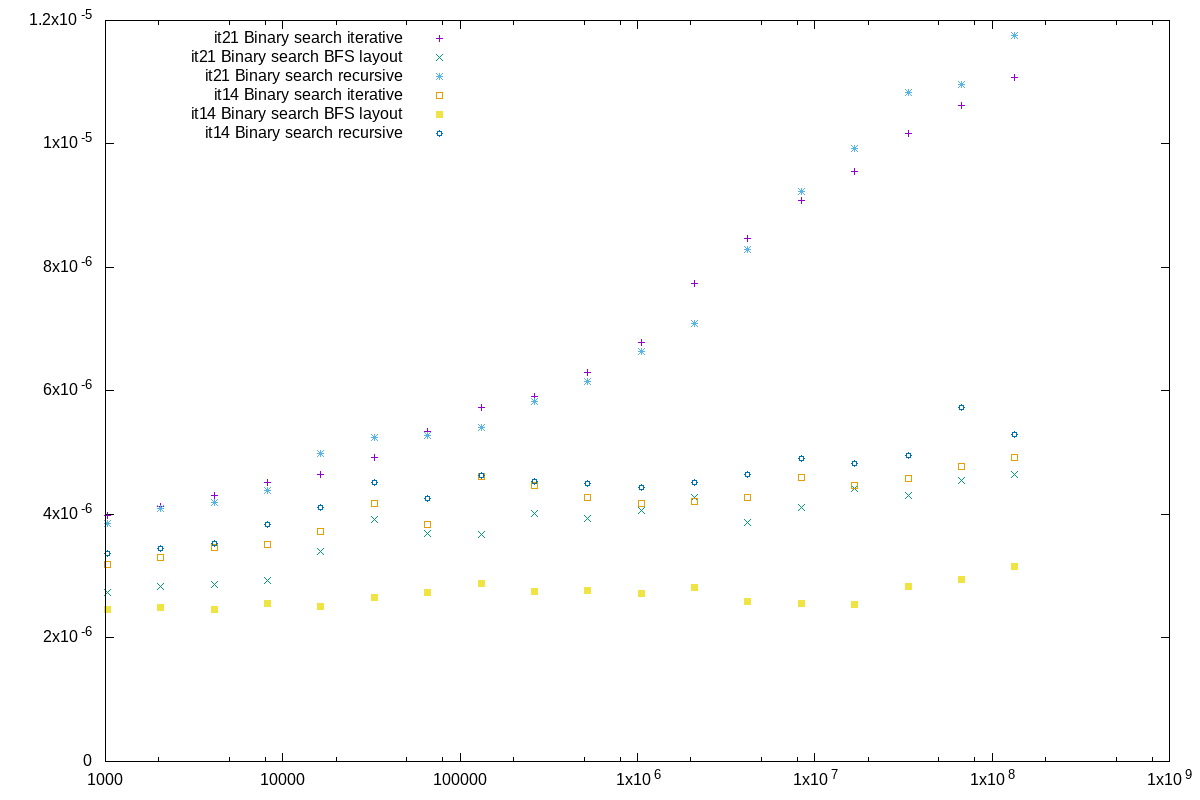 1.2x10 -5
1x10 -5
8x10 -6
6x10 -6
4x10 -6
2x10 -6
0
it21 Binary search iterative
it21 Binary search BFS layout
it21 Binary search recursive
it14 Binary search iterative
it14 Binary search BFS layout
it14 Binary search recursive
1000 10000 100000 1x10 6 1x10 7 1x10 8 1x10 9